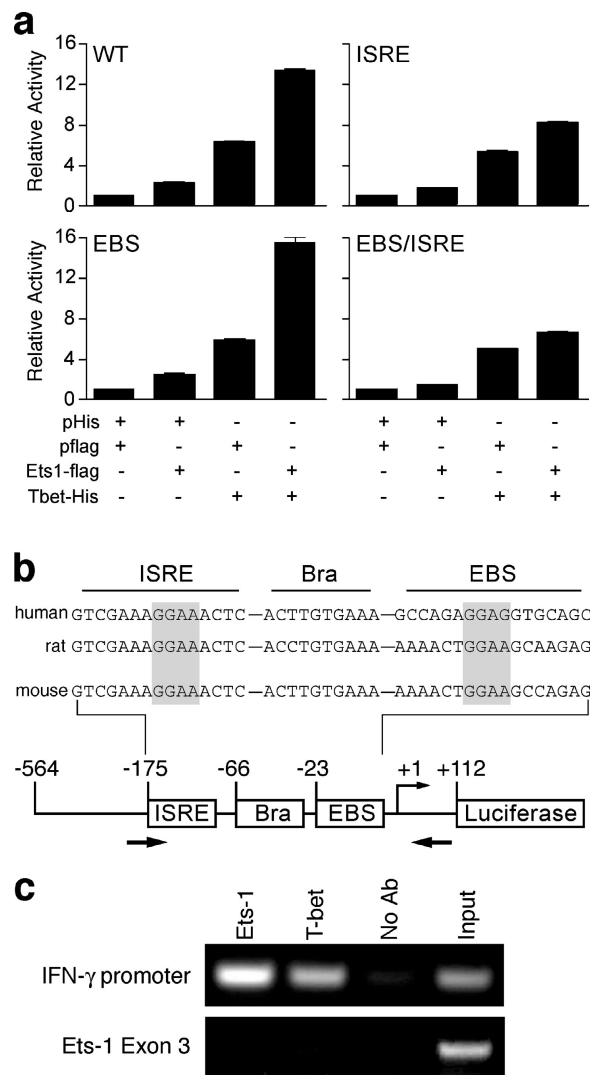 a
WT
ISRE
Relative Activity
16
12
8
4
0
EBS
EBS/ISRE
Relative Activity
16
12
8
4
0
pHis + + - - + + - -
pflag + - + - + - + -
Ets1-flag - + - + - + - +
Tbet-His - - + + - - + +
b
ISRE Bra EBS
human GTCGAAAGGAAACTC—ACTTGTGAAA—GCCAGAGGAGGTGCAGC
rat GTCGAAAGGAAACTC—ACCTGTGAAA—AAAACTGGAAGCAAGAG
mouse GTCGAAAGGAAACTC—ACTTGTGAAA—AAAACTGGAAGCCAGAG
-564 -175 -66 -23 +1 +112
ISRE Bra EBS Luciferase
c
Ets-1 T-bet No Ab Input
IFN-γ promoter
Ets-1 Exon 3